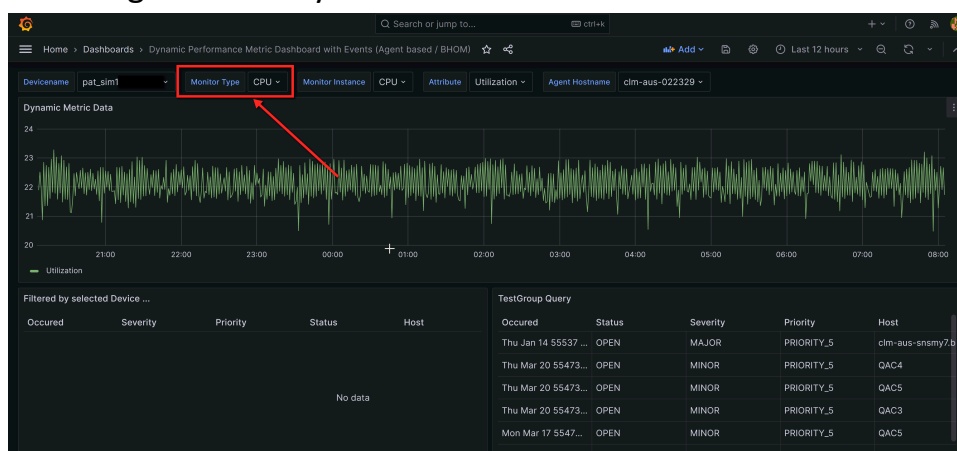 Search or jump to... ctrl+k
Home › Dashboards › Dynamic Performance Metric Dashboard with Events (Agent based / BHOM) Add Last 12 hours
Devicename pat_sim1 Monitor Type CPU Monitor Instance CPU Attribute Utilization Agent Hostname clm-aus-022329
Dynamic Metric Data
24
23
22
21
20
21:00 22:00 23:00 00:00 01:00 02:00 03:00 04:00 05:00 06:00 07:00 08:00
Utilization
Filtered by selected Device ...
Occured Severity Priority Status Host
No data
TestGroup Query
Occured Status Severity Priority Host
Thu Jan 14 55537 ... OPEN MAJOR PRIORITY_5 clm-aus-snsmy7.b
Thu Mar 20 55473... OPEN MINOR PRIORITY_5 QAC4
Thu Mar 20 55473... OPEN MINOR PRIORITY_5 QAC5
Thu Mar 20 55473... OPEN MINOR PRIORITY_5 QAC3
Mon Mar 17 5547... OPEN MINOR PRIORITY_5 QAC5